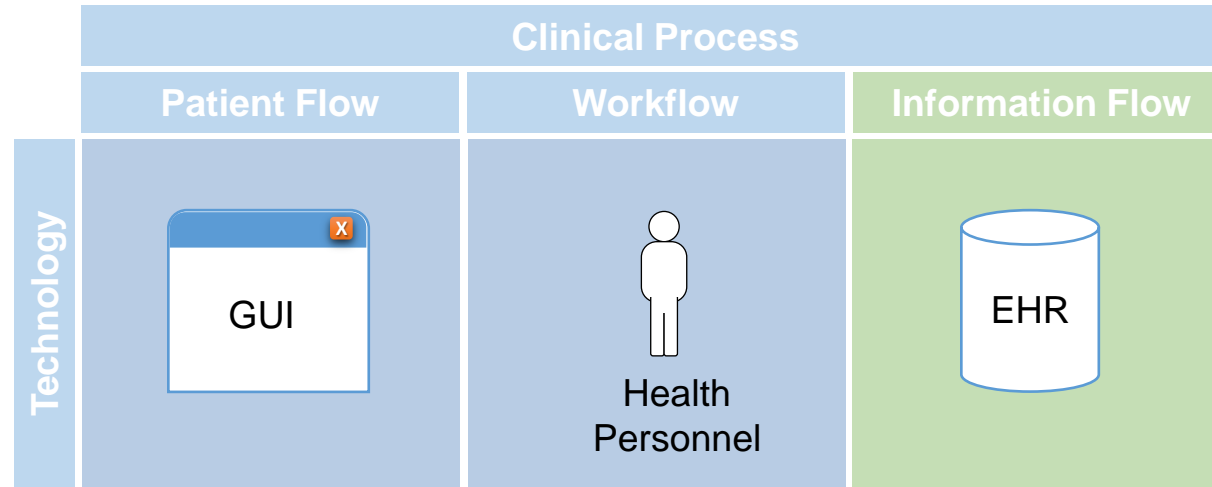 Clinical Process
Patient Flow
Workflow
Information Flow
Technology
X
GUI
Health
Personnel
EHR